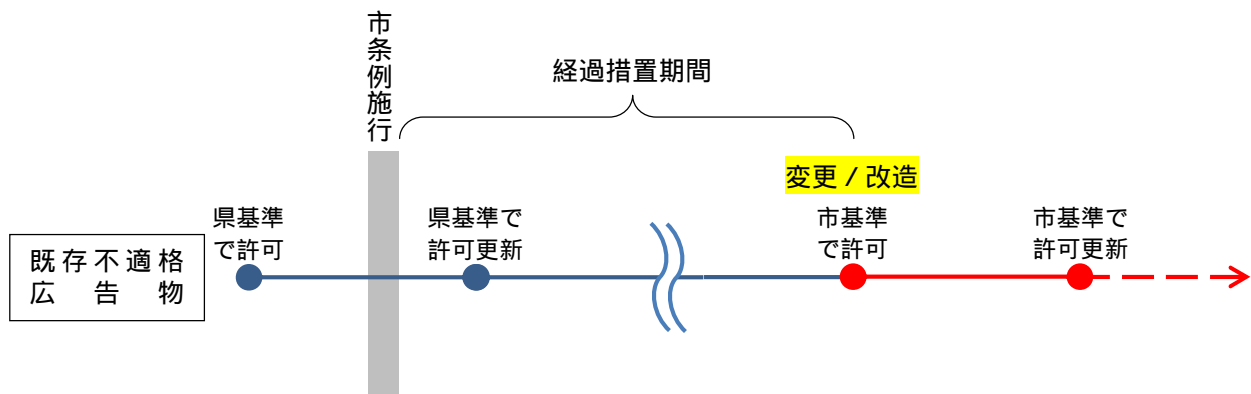 市条例施行
経過措置期間
変更/改造
県基準
で許可
県基準で
許可更新
市基準
で許可
市基準で
許可更新
既存不適格
広告物